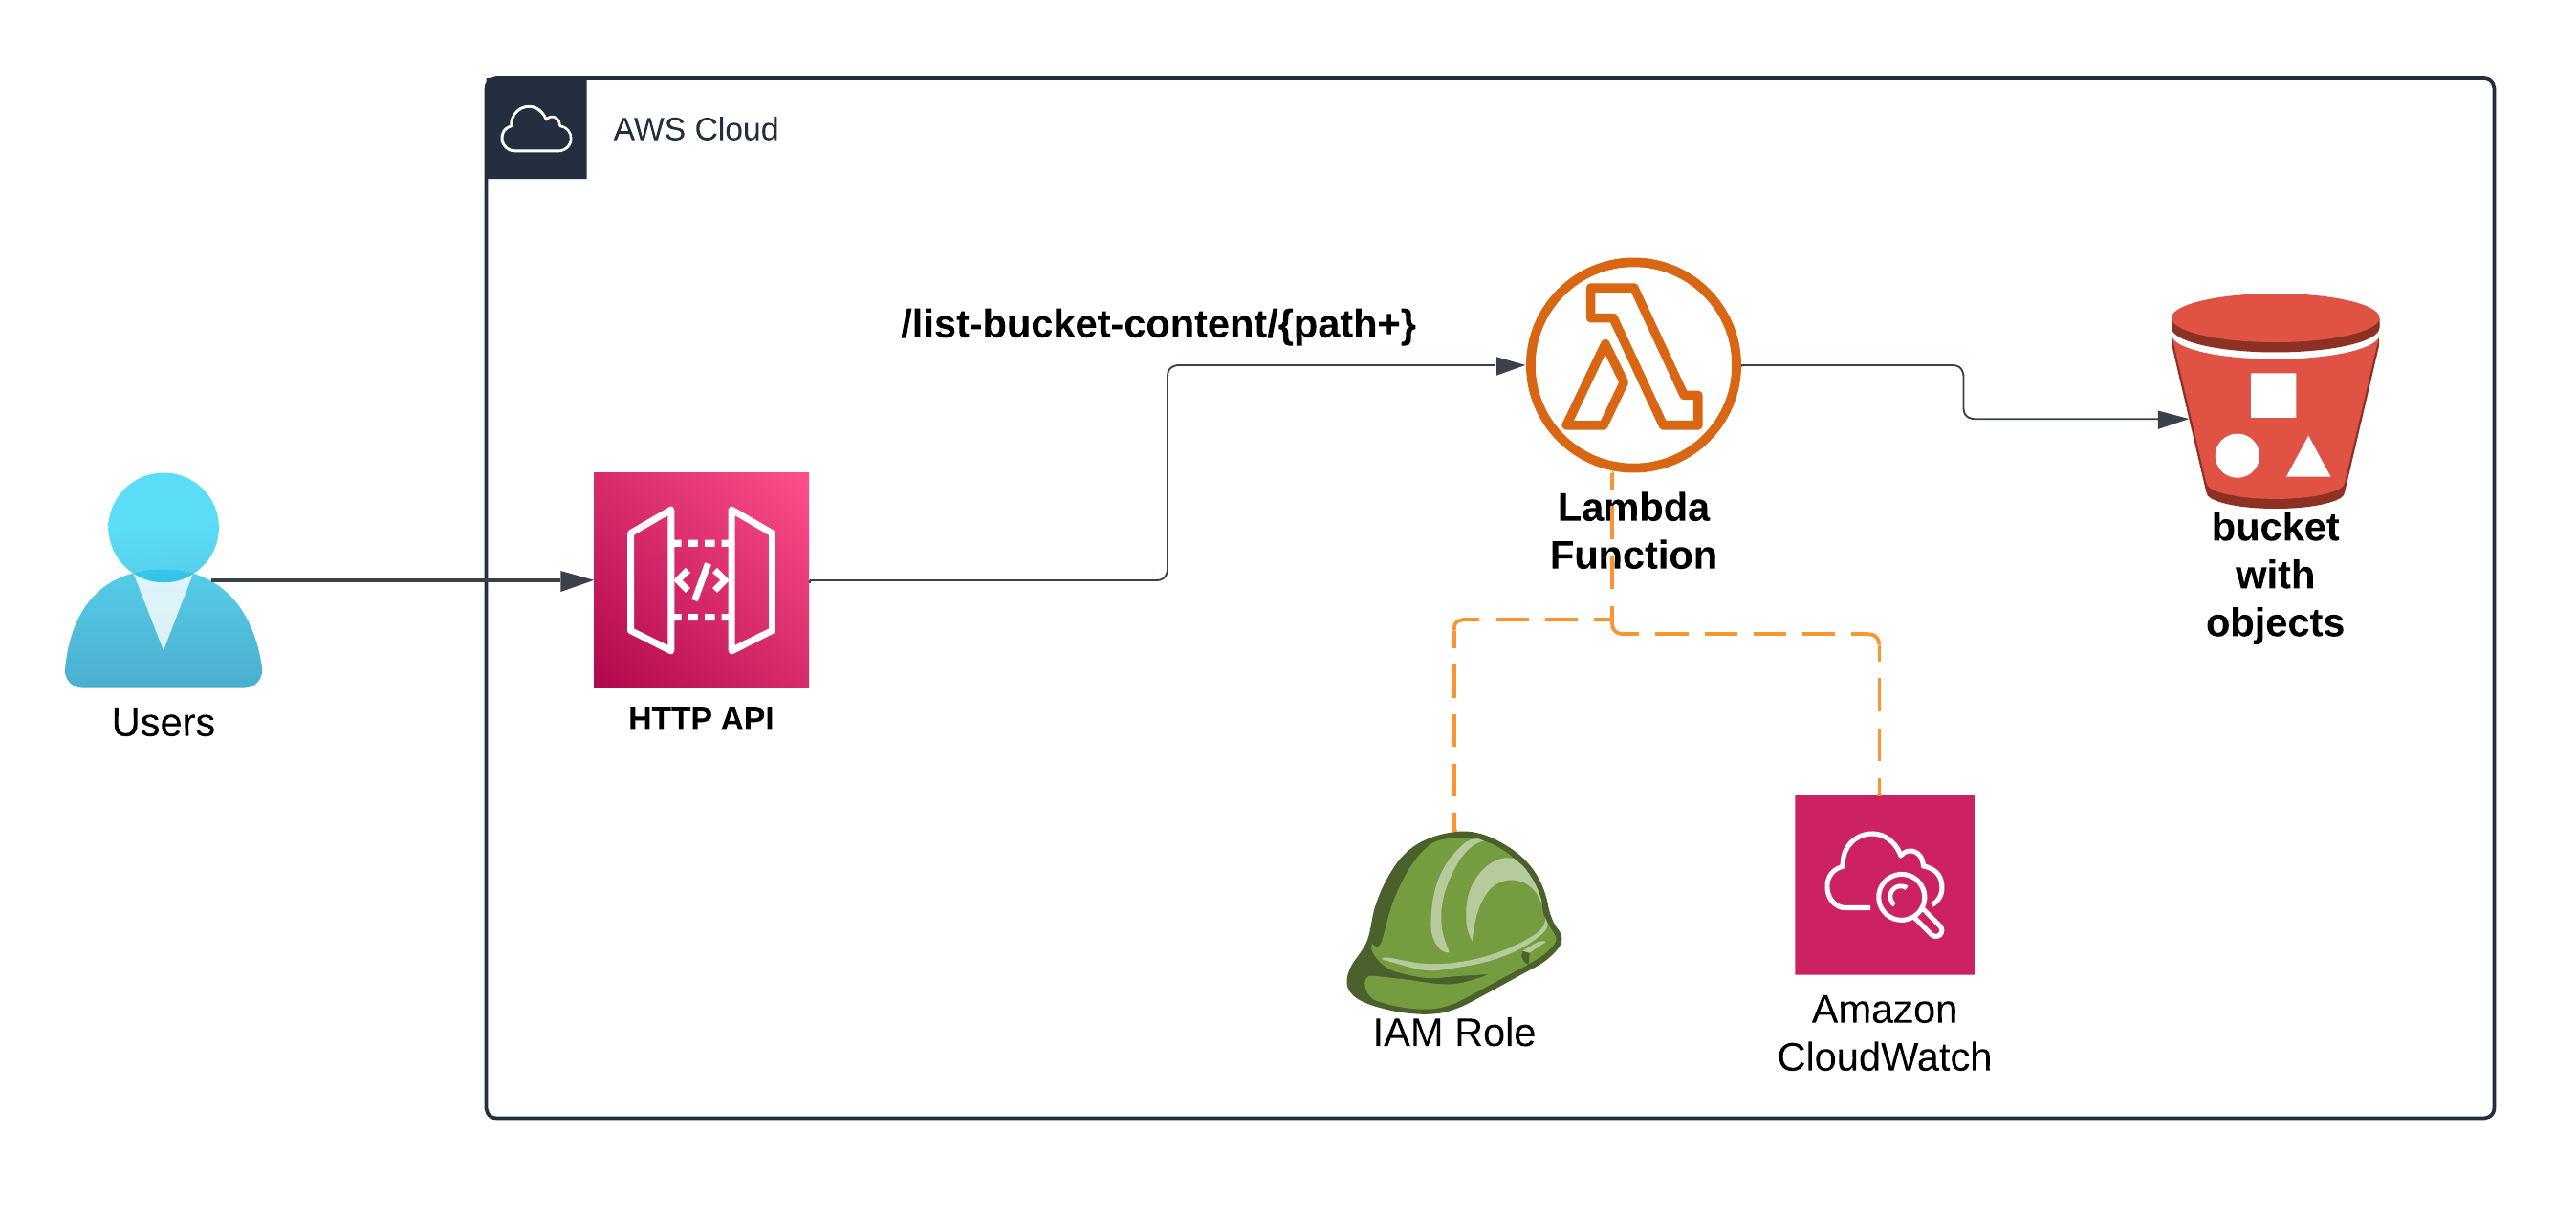 AWS Cloud
/list-bucket-content/{path+}
Lambda
Function
bucket
with
objects
Users
HTTP API
</>
IAM Role
Amazon
CloudWatch